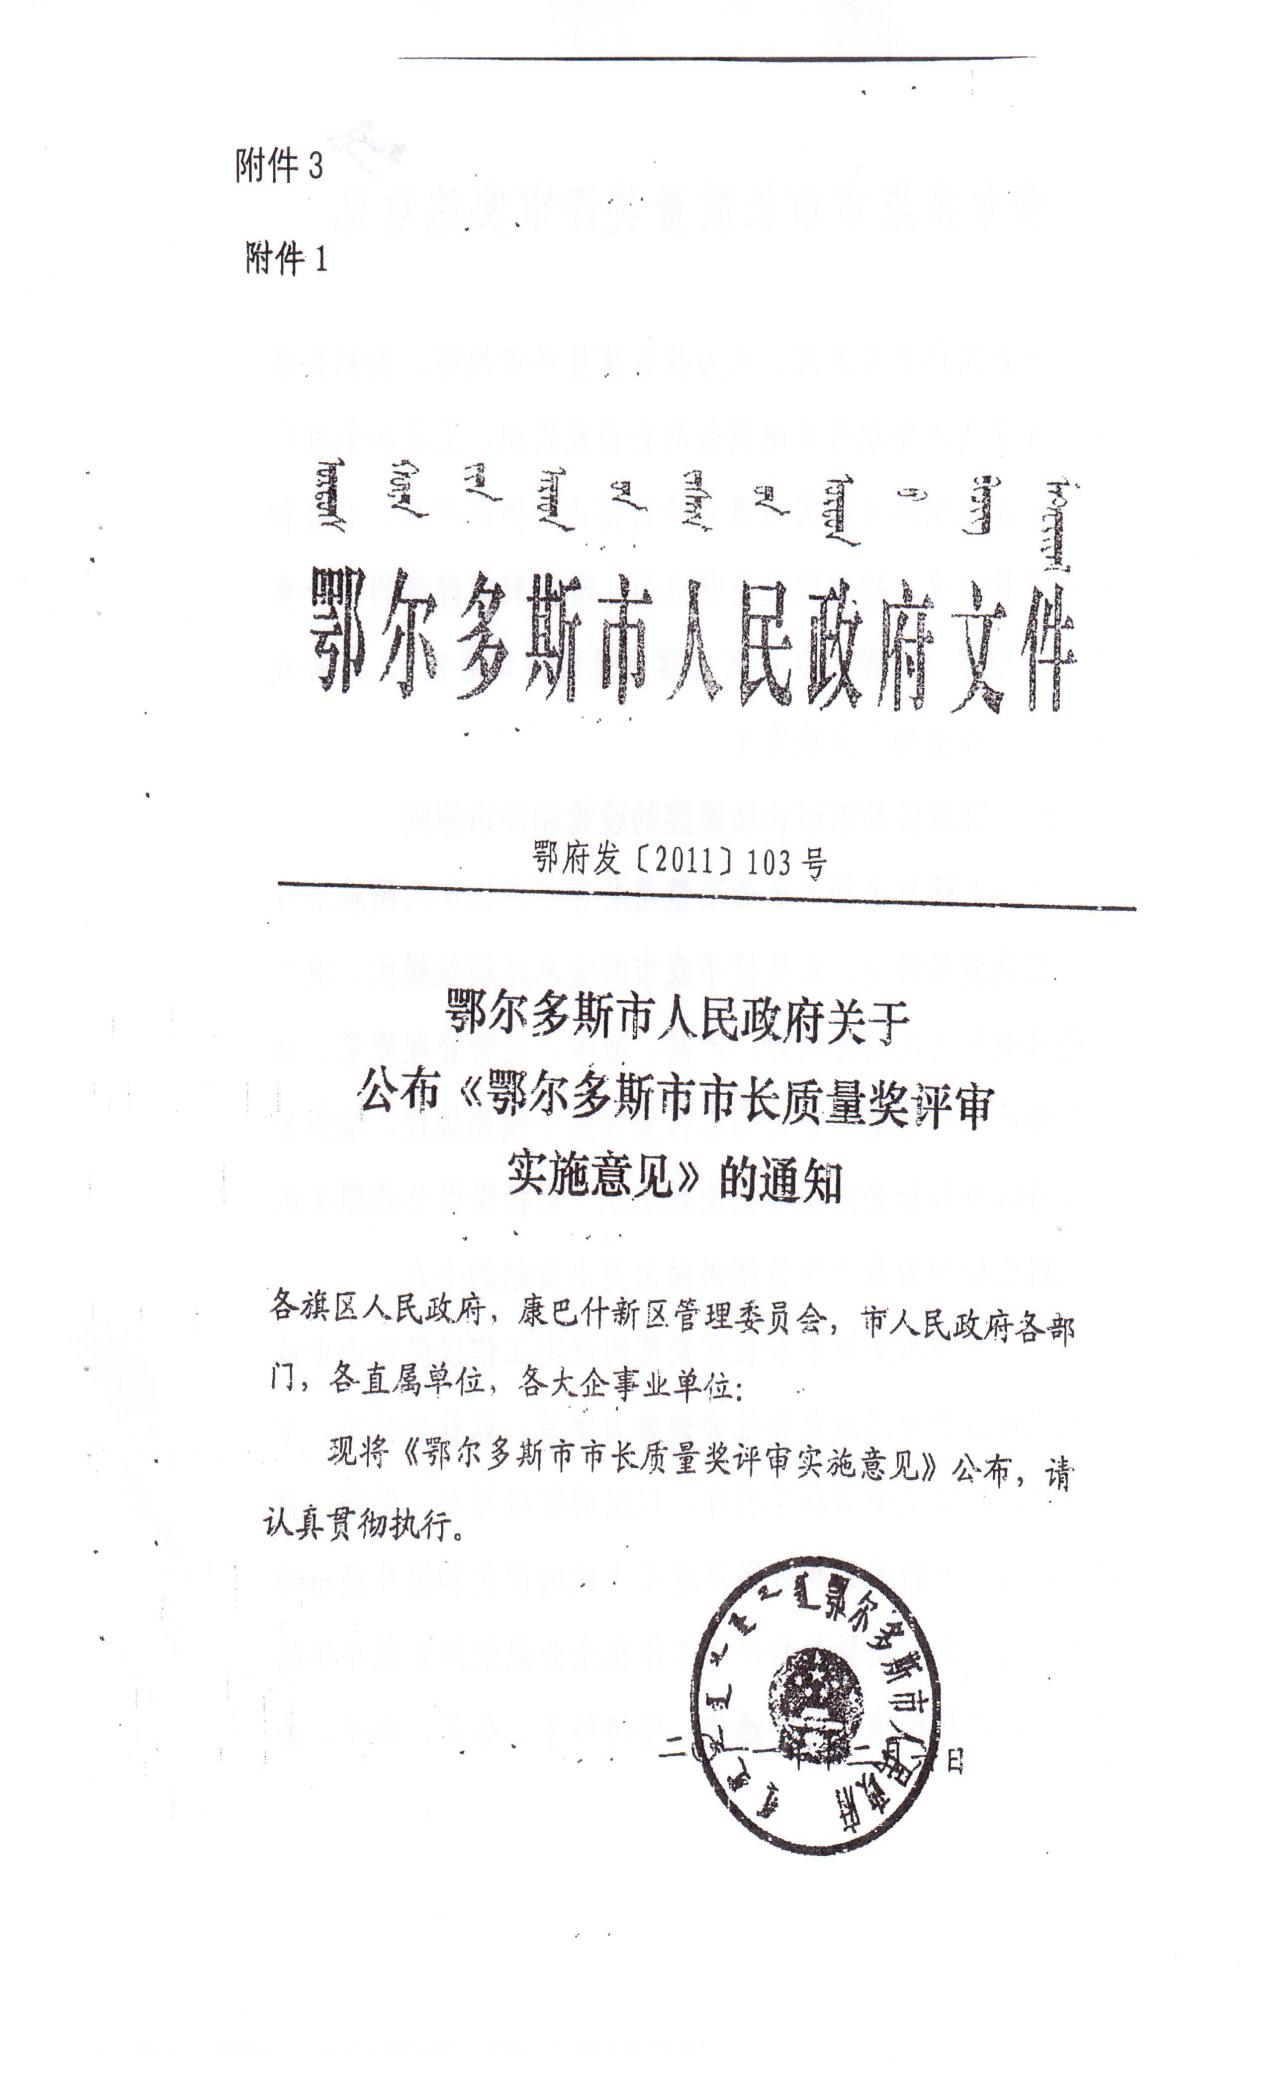 附件 3
附件 1
鄂尔多斯市人民政府文件
鄂府发〔2011〕103 号
鄂尔多斯市人民政府关于
公布《鄂尔多斯市市长质量奖评审
实施意见》的通知
各旗区人民政府，康巴什新区管理委员会，市人民政府各部
门，各直属单位，各大企事业单位：
现将《鄂尔多斯市市长质量奖评审实施意见》公布，请
认真贯彻执行。
鄂尔多斯市人民政府